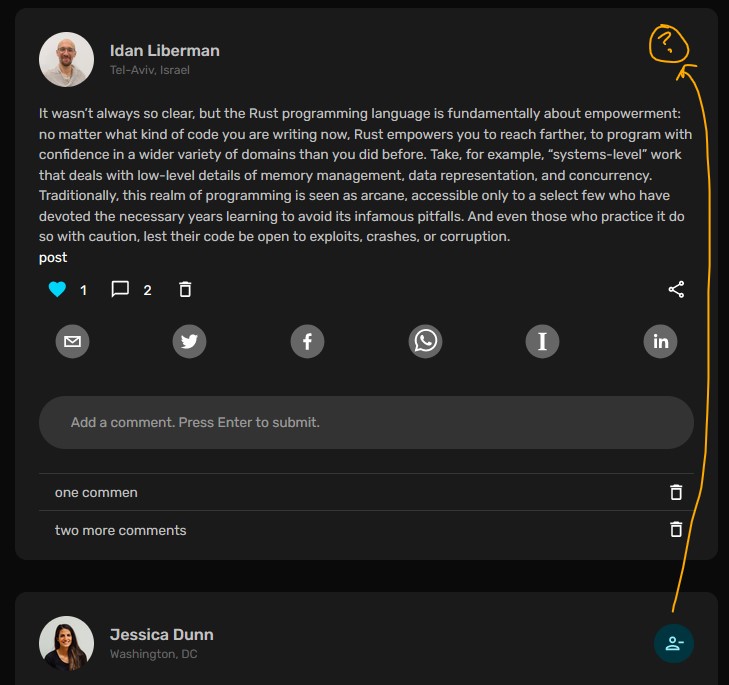 Idan Liberman
Tel-Aviv, Israel
?
It wasn’t always so clear, but the Rust programming language is fundamentally about empowerment:
no matter what kind of code you are writing now, Rust empowers you to reach farther, to program with
confidence in a wider variety of domains than you did before. Take, for example, “systems-level” work
that deals with low-level details of memory management, data representation, and concurrency.
Traditionally, this realm of programming is seen as arcane, accessible only to a select few who have
devoted the necessary years learning to avoid its infamous pitfalls. And even those who practice it do
so with caution, lest their code be open to exploits, crashes, or corruption.
post
1 2
I
in
Add a comment. Press Enter to submit.
one commen
two more comments
Jessica Dunn
Washington, DC